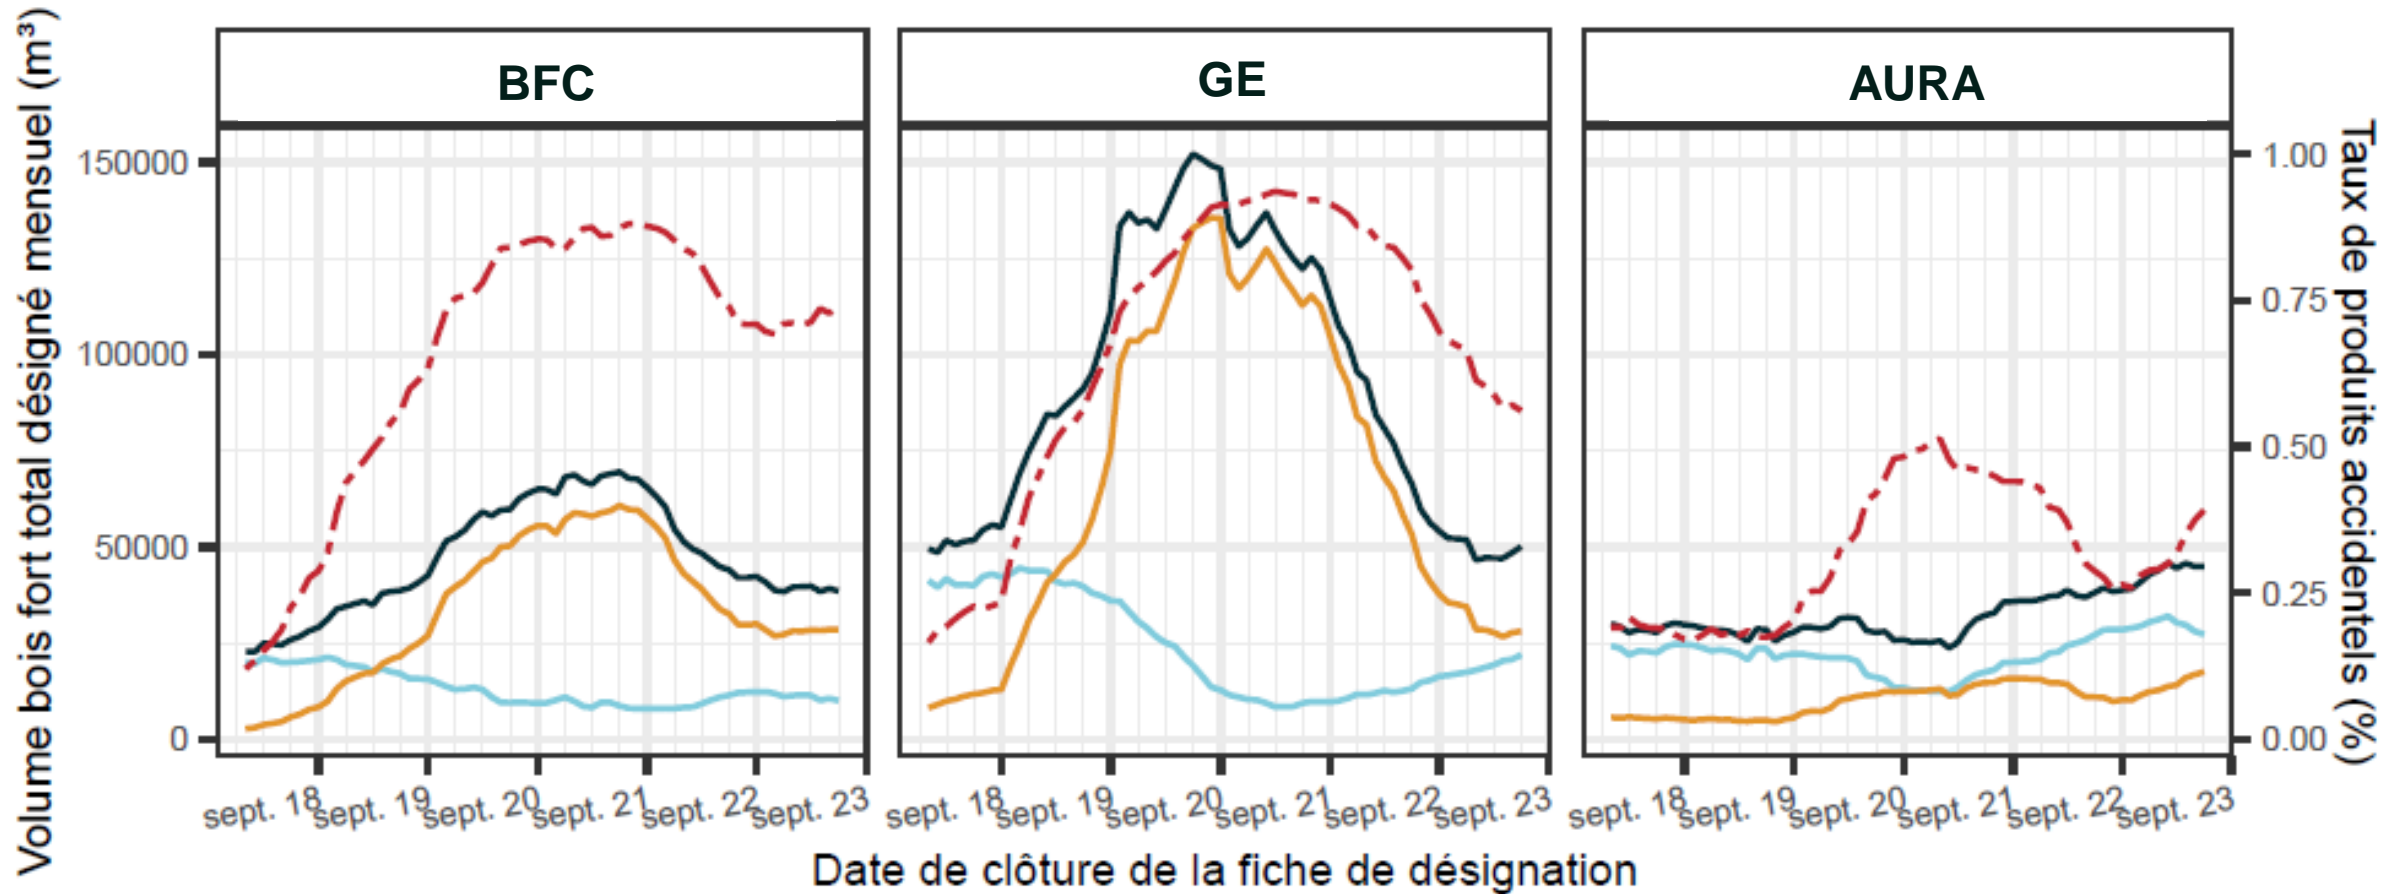 BFC
GE
AURA
Volume bois fort total désigné mensuel (m³)
150000
100000
50000
0
1.00
0.75
0.50
0.25
0.00
Taux de produits accidentels (%)
sept. 18 sept. 19 sept. 20 sept. 21 sept. 22 sept. 23
sept. 18 sept. 19 sept. 20 sept. 21 sept. 22 sept. 23
sept. 18 sept. 19 sept. 20 sept. 21 sept. 22 sept. 23
Date de clôture de la fiche de désignation